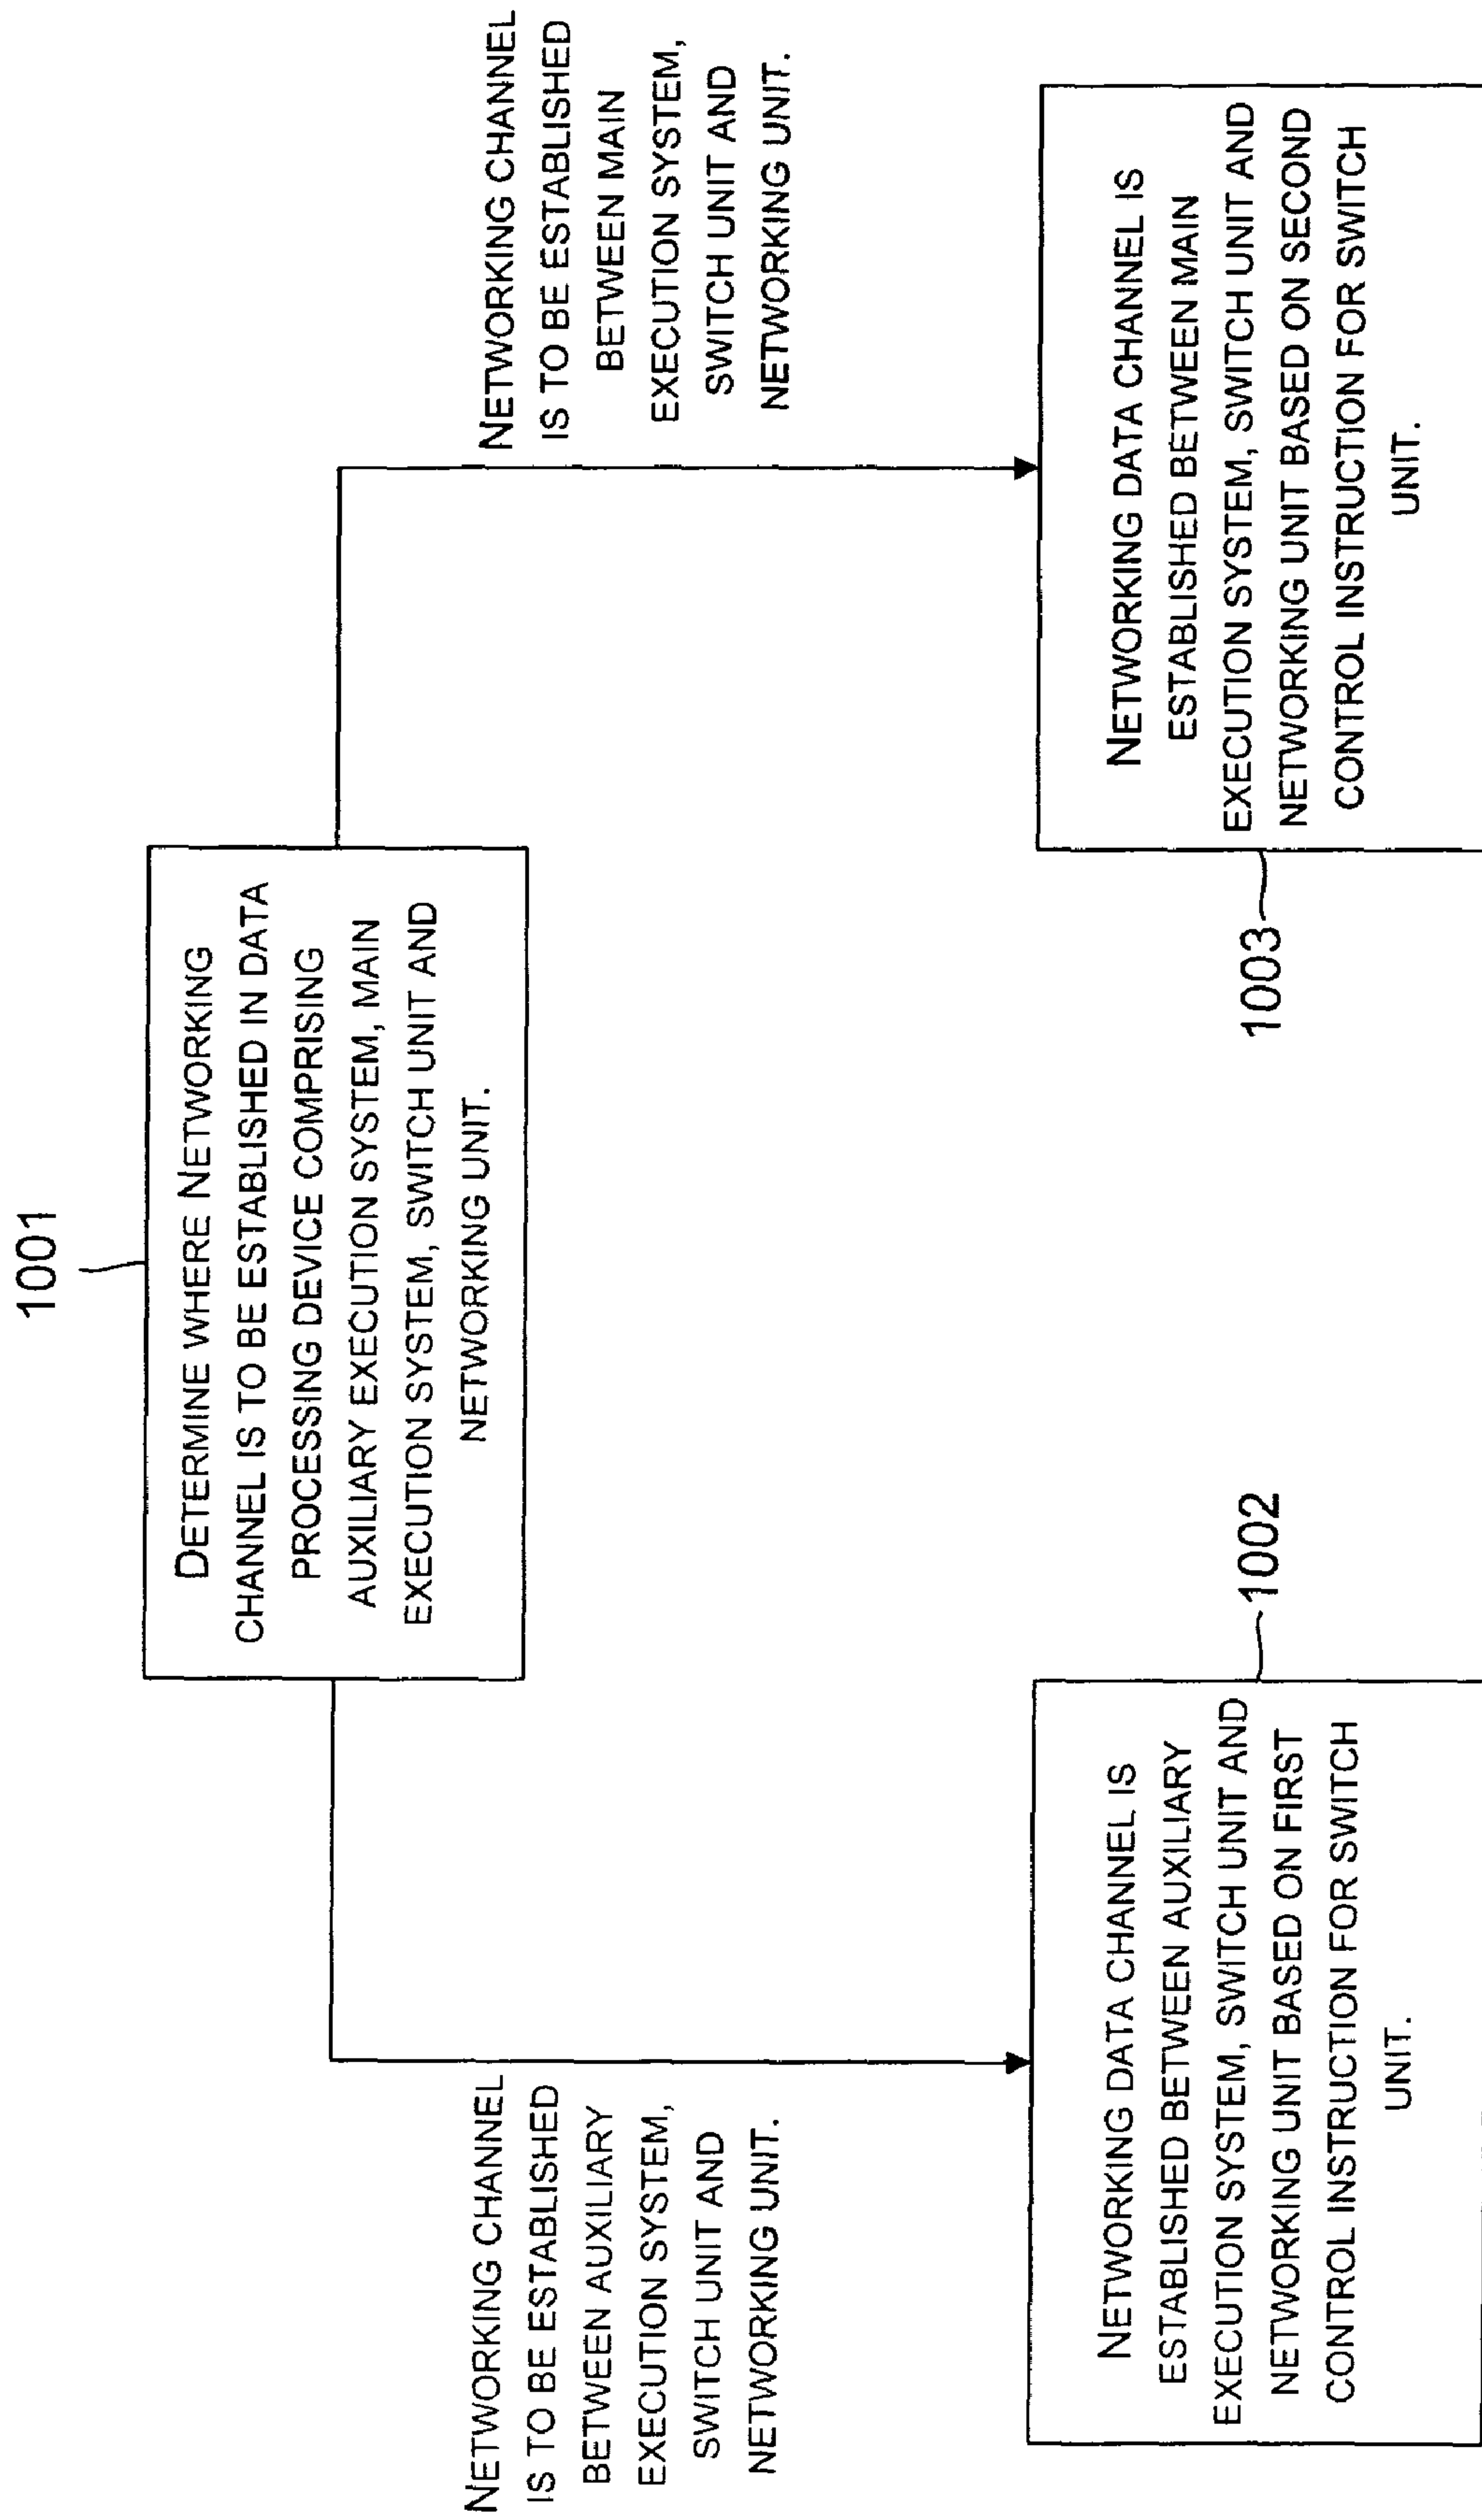 1001
DETERMINE WHERE NETWORKING
CHANNEL IS TO BE ESTABLISHED IN DATA
PROCESSING DEVICE COMPRISING
AUXILIARY EXECUTION SYSTEM, MAIN
EXECUTION SYSTEM, SWITCH UNIT AND
NETWORKING UNIT.
NETWORKING CHANNEL
IS TO BE ESTABLISHED
BETWEEN AUXILIARY
EXECUTION SYSTEM,
SWITCH UNIT AND
NETWORKING UNIT.
NETWORKING CHANNEL
IS TO BE ESTABLISHED
BETWEEN MAIN
EXECUTION SYSTEM,
SWITCH UNIT AND
NETWORKING UNIT.
NETWORKING DATA CHANNEL IS
ESTABLISHED BETWEEN AUXILIARY
EXECUTION SYSTEM, SWITCH UNIT AND
NETWORKING UNIT BASED ON FIRST
CONTROL INSTRUCTION FOR SWITCH
UNIT.
1002
1003
NETWORKING DATA CHANNEL IS
ESTABLISHED BETWEEN MAIN
EXECUTION SYSTEM, SWITCH UNIT AND
NETWORKING UNIT BASED ON SECOND
CONTROL INSTRUCTION FOR SWITCH
UNIT.